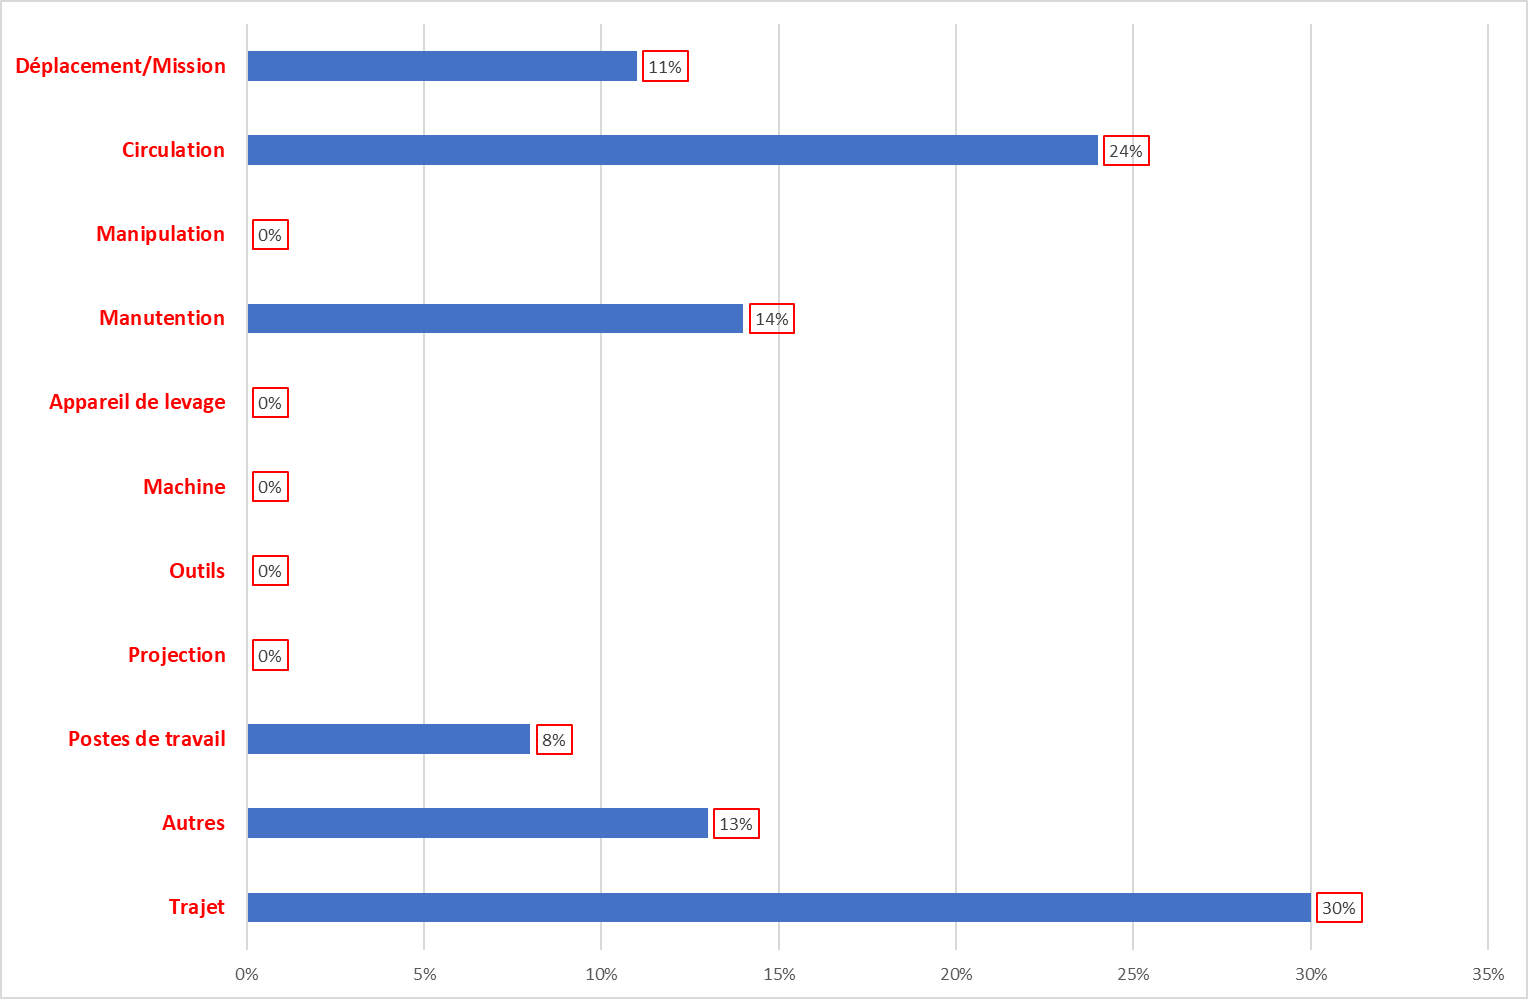 Déplacement/Mission 11%
Circulation 24%
Manipulation 0%
Manutention 14%
Appareil de levage 0%
Machine 0%
Outils 0%
Projection 0%
Postes de travail 8%
Autres 13%
Trajet 30%
0% 5% 10% 15% 20% 25% 30% 35%